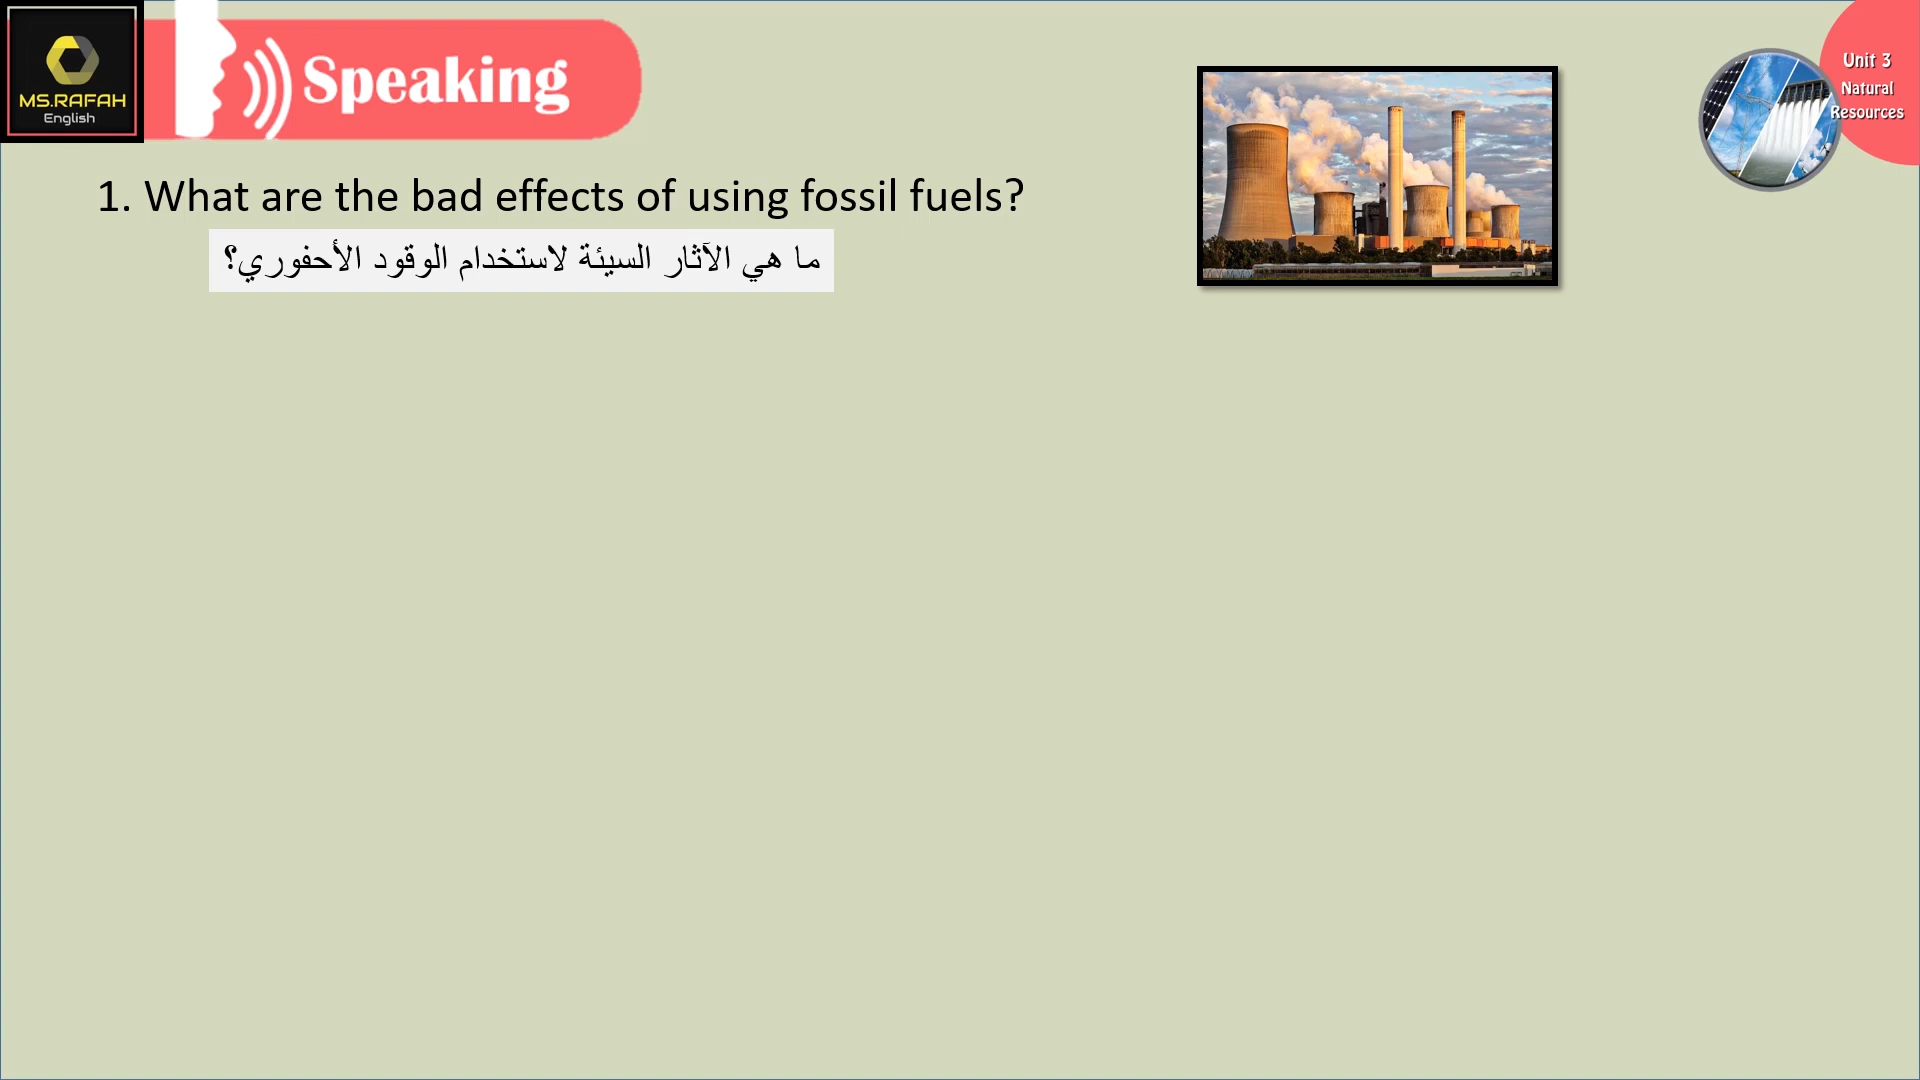 MS.RAFAH
English
Speaking
Unit 3
Natural
Resources
1. What are the bad effects of using fossil fuels?
ما هي الآثار السيئة لاستخدام الوقود الأحفوري؟